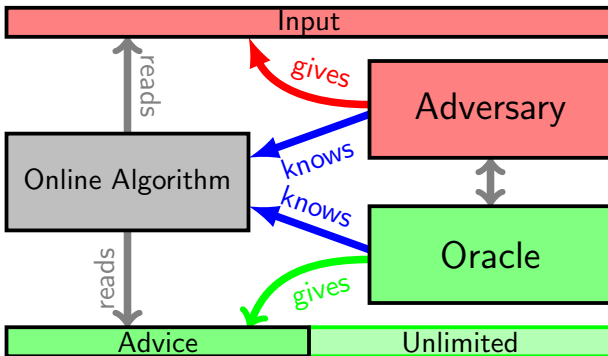 Input
reads
gives
Adversary
knows
Online Algorithm
knows
Oracle
reads
gives
Advice
Unlimited